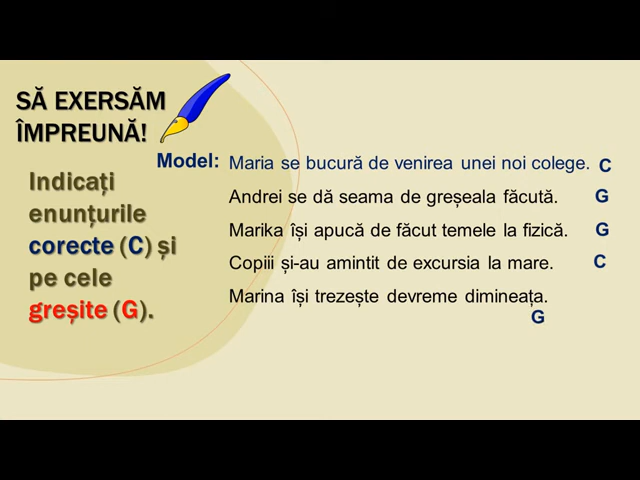 SĂ EXERSĂM
ÎMPREUNĂ!
Indicați
enunțurile
corecte (C) și
pe cele
greșite (G).
Model: Maria se bucură de venirea unei noi colege. C
Andrei se dă seama de greșeala făcută. G
Marika își apucă de făcut temele la fizică. G
Copiii și-au amintit de excursia la mare. C
Marina își trezește devreme dimineața.
G